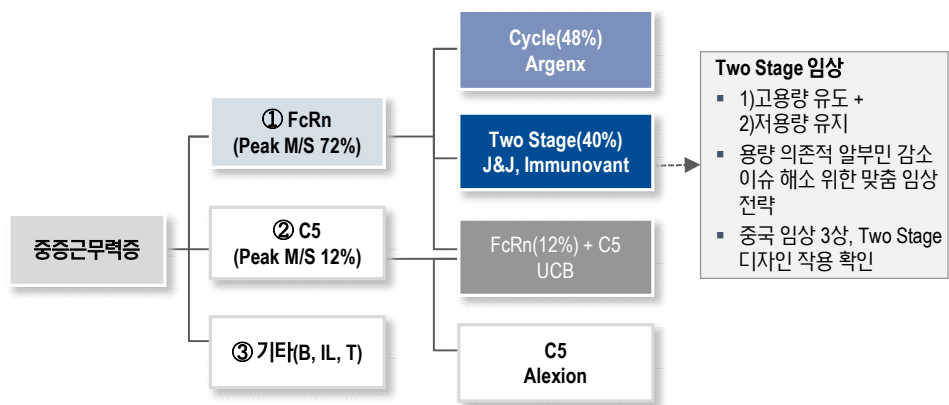 중증근무력증
① FcRn
(Peak M/S 72%)
② C5
(Peak M/S 12%)
③ 기타(B, IL, T)
Cycle(48%)
Argenx
Two Stage(40%)
J&J, Immunovant
FcRn(12%) + C5
UCB
C5
Alexion
Two Stage 임상
▪ 1)고용량 유도 +
2)저용량 유지
▪ 용량 의존적 알부민 감소
이슈 해소 위한 맞춤 임상
전략
▪ 중국 임상 3상, Two Stage
디자인 작용 확인